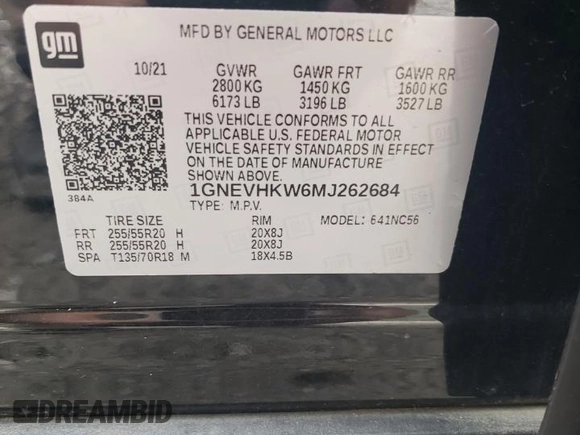 gm
MFD BY GENERAL MOTORS LLC
10/21 GVWR GAWR FRT GAWR RR
2800 KG 1450 KG 1600 KG
6173 LB 3196 LB 3527 LB
THIS VEHICLE CONFORMS TO ALL
APPLICABLE U.S. FEDERAL MOTOR
VEHICLE SAFETY STANDARDS IN EFFECT
ON THE DATE OF MANUFACTURE
SHOWN ABOVE.
384A
1GNEVHKW6MJ262684
TYPE: M.P.V.
TIRE SIZE RIM MODEL: 641NC56
FRT 255/55R20 H 20X8J
RR 255/55R20 H 20X8J
SPA T135/70R18 M 18X4.5B
DREAMBID